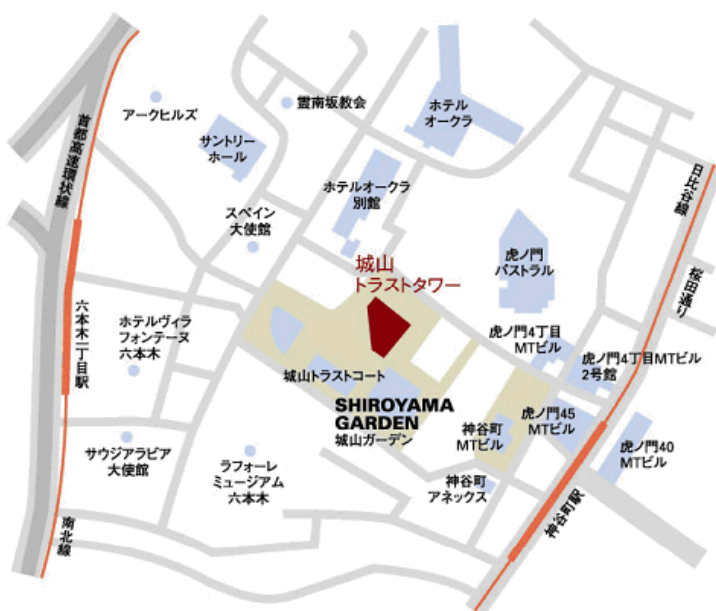 アークヒルズ
霊南坂教会
ホテル
オークラ
首都高速環状線
サントリー
ホール
ホテルオークラ
別館
日比谷線
スペイン
大使館
虎ノ門
パストラル
桜田通り
城山
トラストタワー
六本木一丁目駅
ホテルヴィラ
フォンテーヌ
六本木
虎ノ門4丁目
MTビル
虎ノ門4丁目MTビル
2号館
城山トラストコート
SHIROYAMA
GARDEN
城山ガーデン
神谷町
MTビル
虎ノ門45
MTビル
虎ノ門40
MTビル
サウジアラビア
大使館
ラフォーレ
ミュージアム
六本木
神谷町
アネックス
神谷町駅
南北線